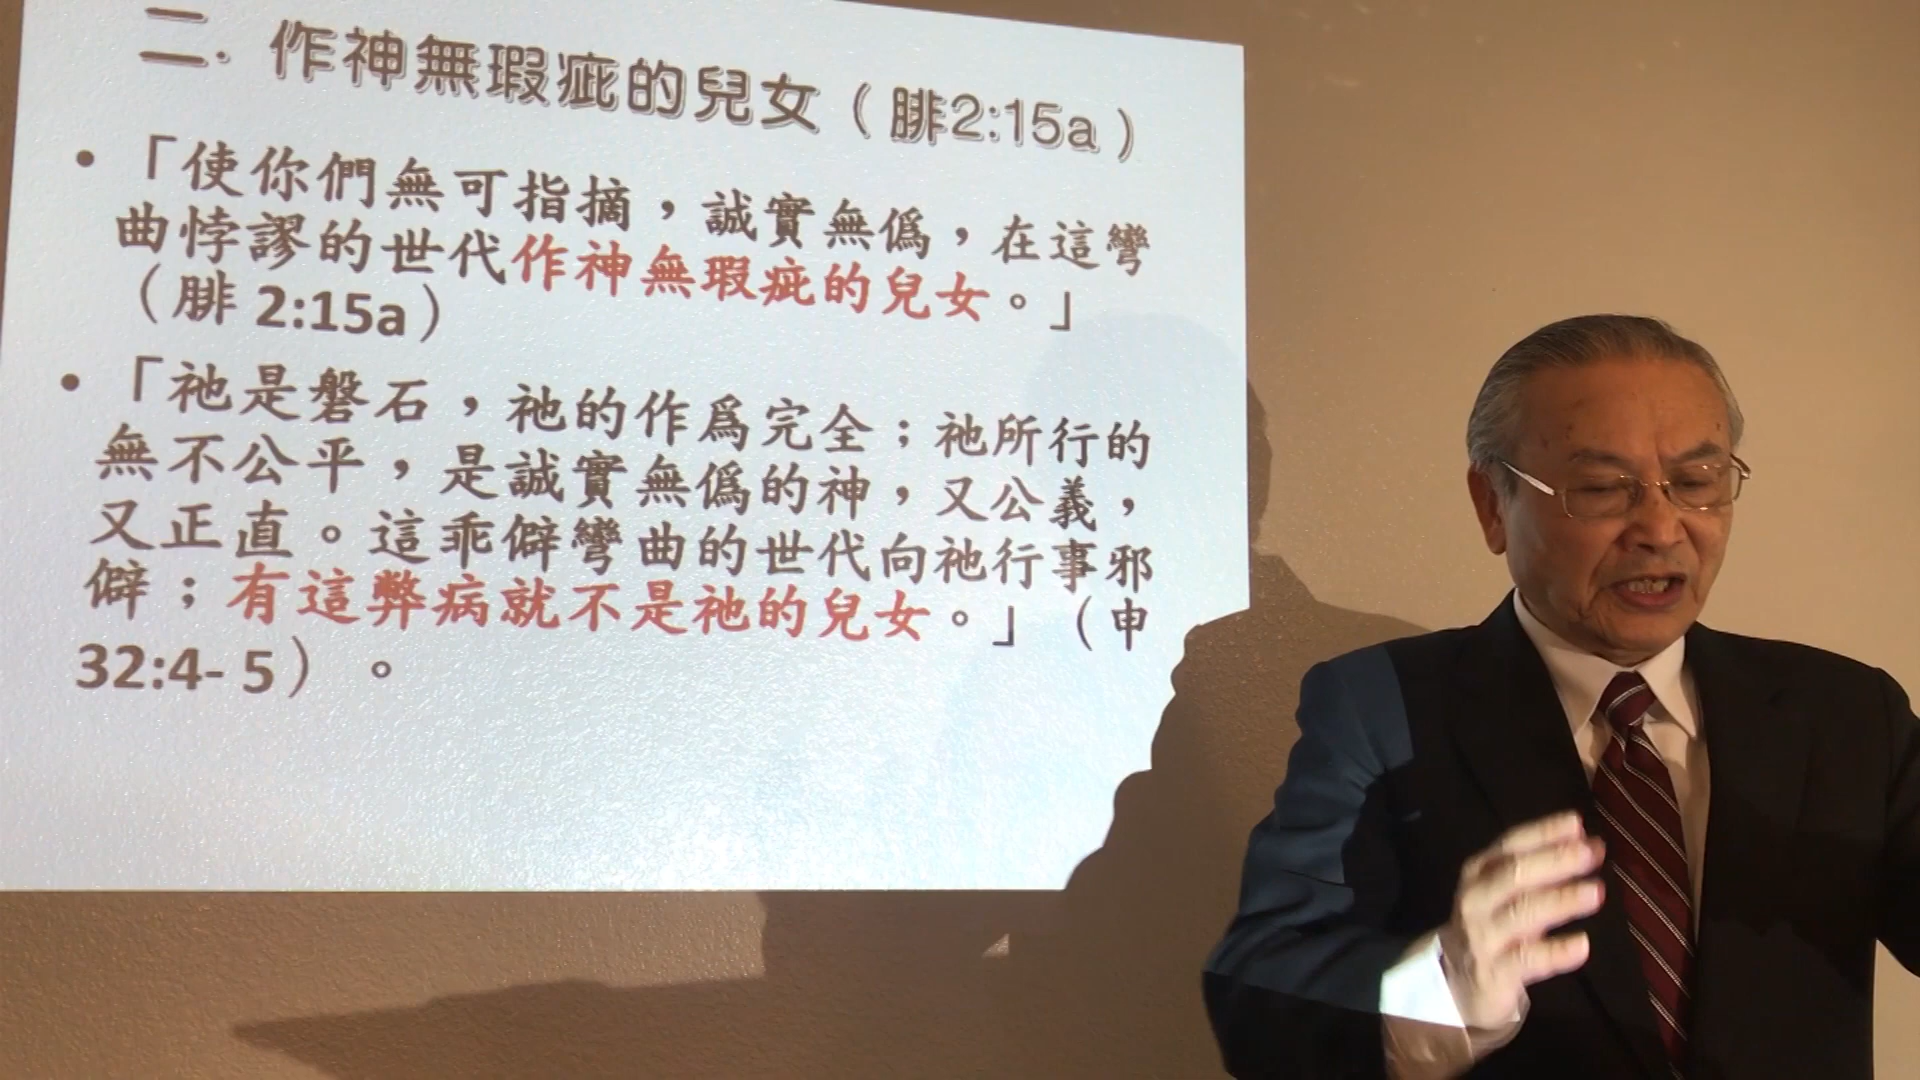 二. 作神無瑕疵的兒女（腓2:15a）
• 「使你們無可指摘，誠實無僞，在這彎
曲悖謬的世代作神無瑕疵的兒女。」
（腓 2:15a）
• 「祂是磐石，祂的作爲完全；祂所行的
無不公平，是誠實無僞的神，又公義，
又正直。這乖僻彎曲的世代向祂行事邪
僻；有這弊病就不是祂的兒女。」（申
32:4- 5） 。